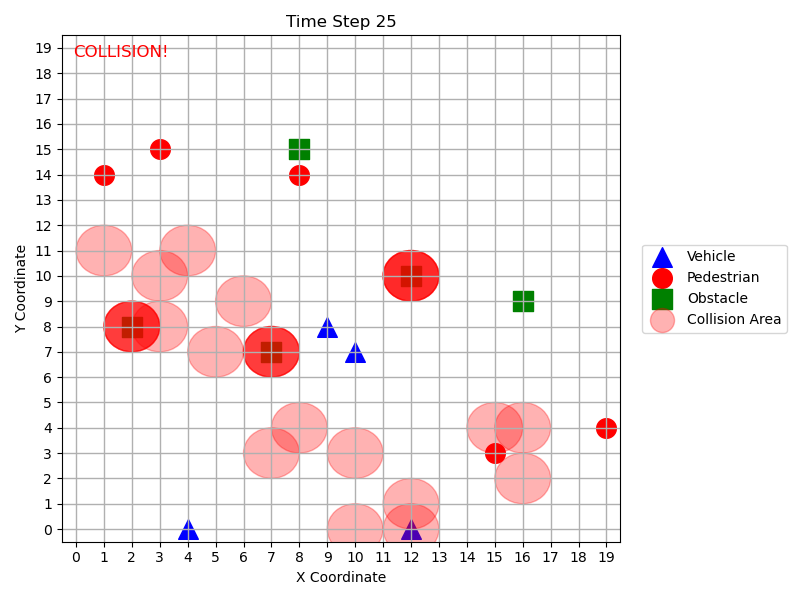 Time Step 25
COLLISION!
19
18
17
16
15
14
13
12
11
10
9
8
7
6
5
4
3
2
1
0
Y Coordinate
0 1 2 3 4 5 6 7 8 9 10 11 12 13 14 15 16 17 18 19
X Coordinate
Vehicle
Pedestrian
Obstacle
Collision Area